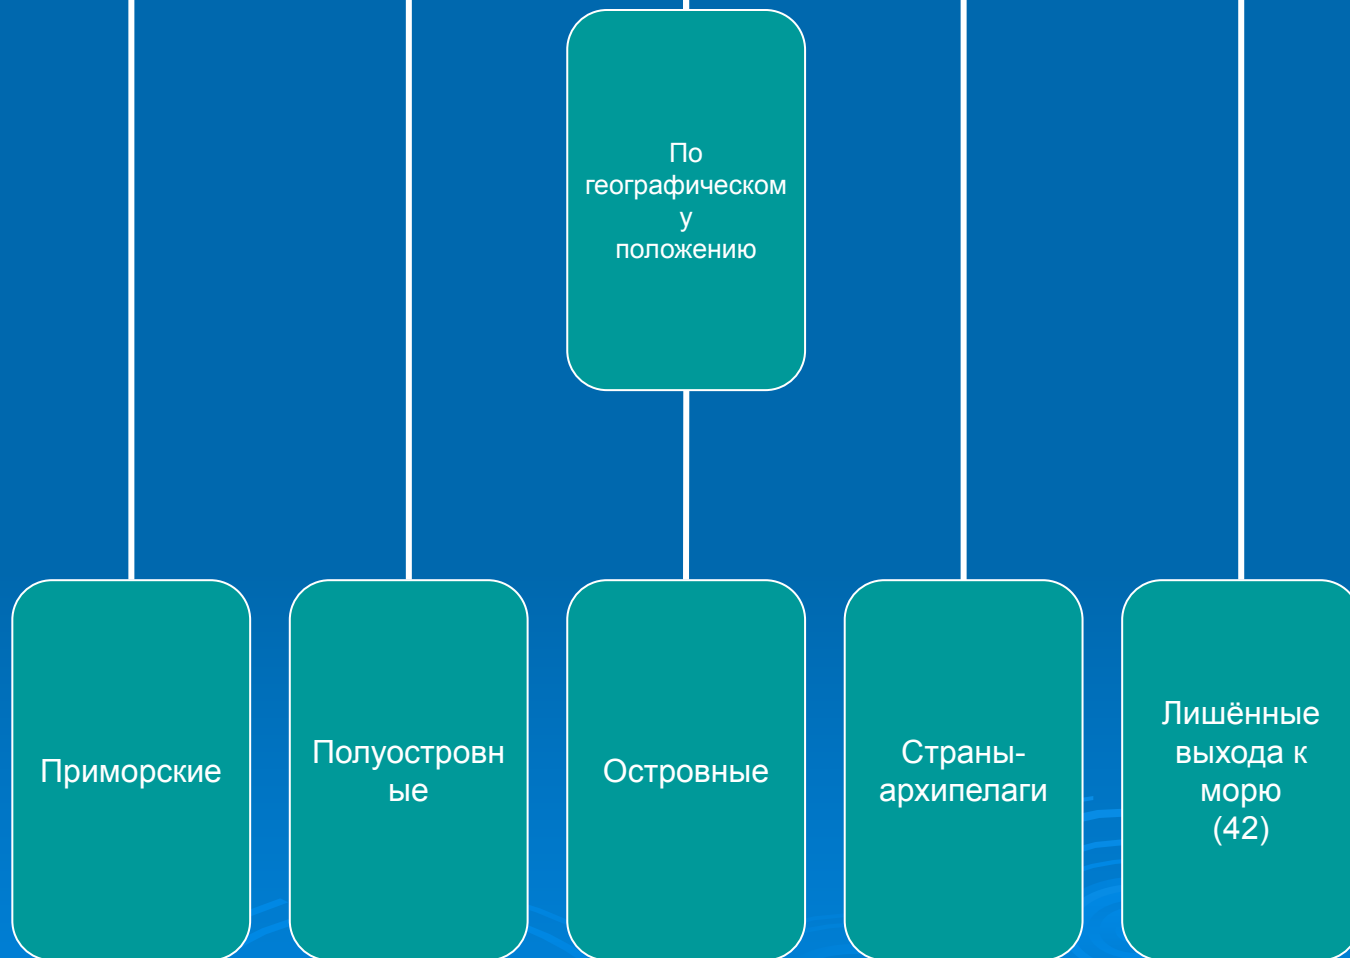 По
географическом
у
положению
Приморские
Полуостровн
ые
Островные
Страны-
архипелаги
Лишённые
выхода к
морю
(42)